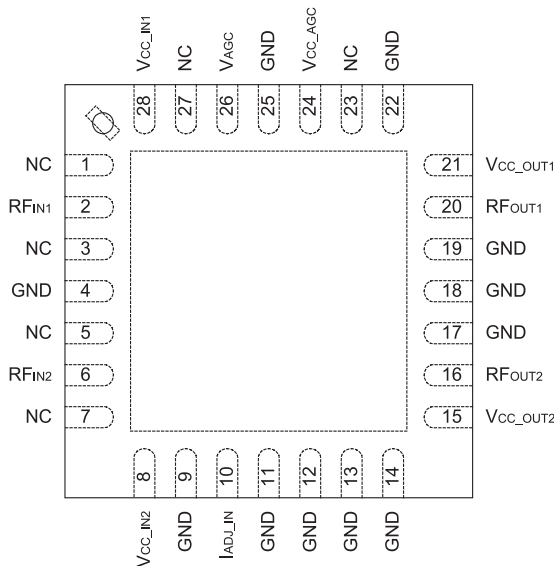 VCC_IN1 NC VAGC GND VCC_AGC NC GND
28 27 26 25 24 23 22
NC 1 21 VCC_OUT1
RFIN1 2 20 RFOUT1
NC 3 19 GND
GND 4 18 GND
NC 5 17 GND
RFIN2 6 16 RFOUT2
NC 7 15 VCC_OUT2
8 9 10 11 12 13 14
VCC_IN2 GND IADJ_IN GND GND GND GND